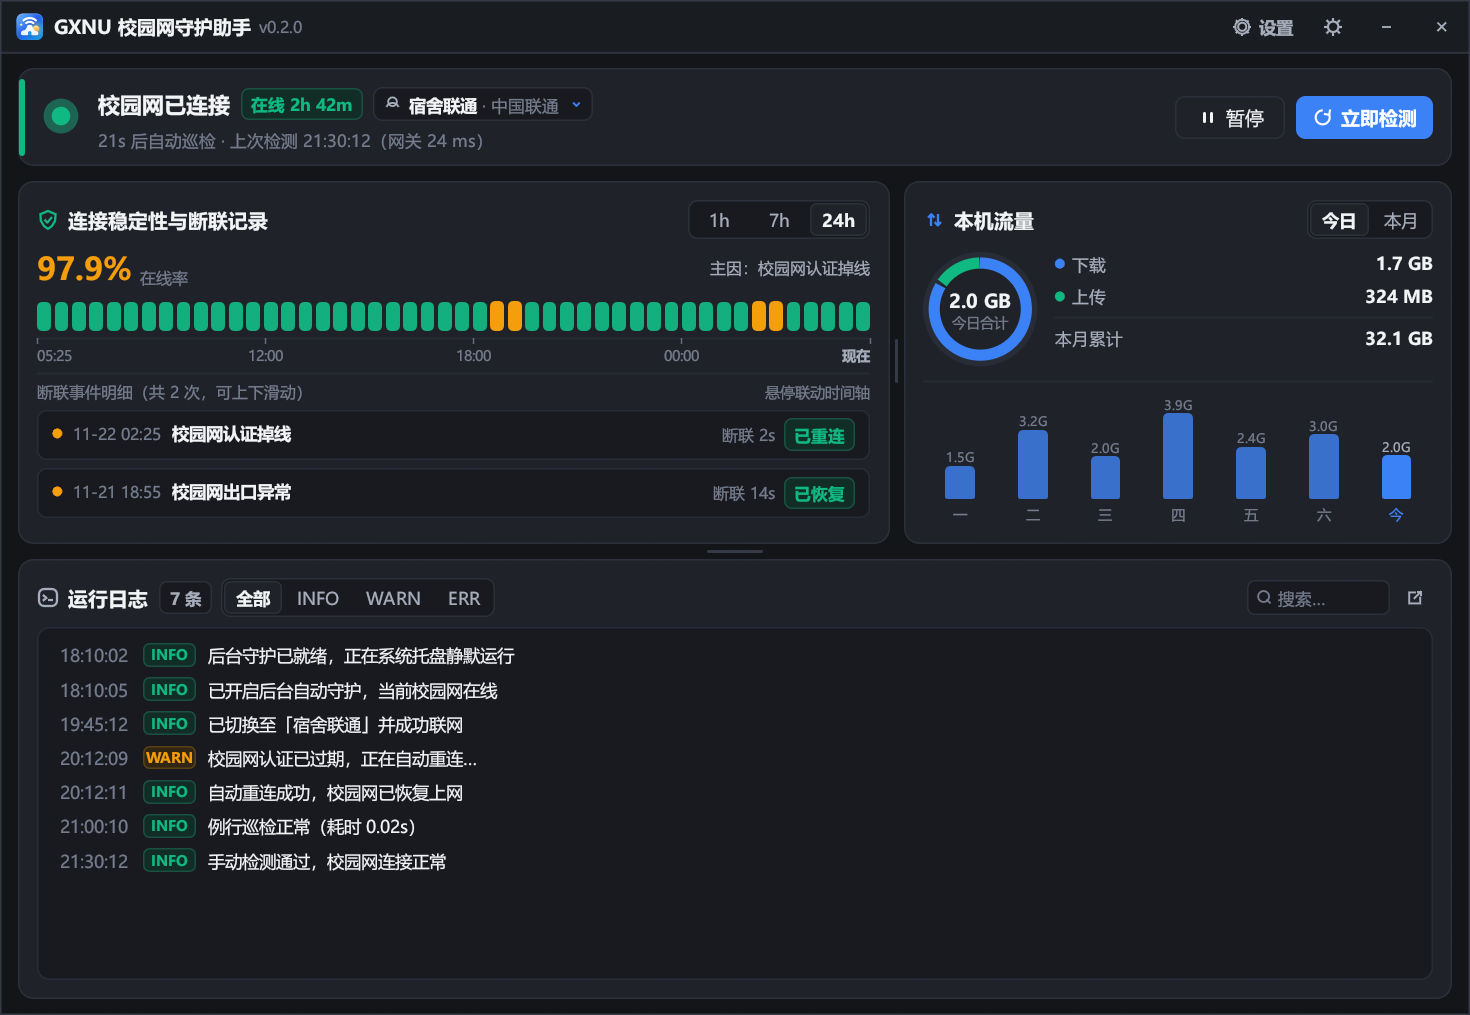 GXNU 校园网守护助手 v0.2.0
设置
校园网已连接 在线 2h 42m 宿舍联通 · 中国联通
21s 后自动巡检 · 上次检测 21:30:12（网关 24 ms）
暂停
立即检测
连接稳定性与断联记录
1h 7h 24h
97.9% 在线率
主因：校园网认证掉线
05:25 12:00 18:00 00:00 现在
断联事件明细（共 2 次，可上下滑动）
悬停联动时间轴
11-22 02:25 校园网认证掉线 断联 2s 已重连
11-21 18:55 校园网出口异常 断联 14s 已恢复
本机流量
今日 本月
2.0 GB
今日合计
下载 1.7 GB
上传 324 MB
本月累计 32.1 GB
1.5G 3.2G 2.0G 3.9G 2.4G 3.0G 2.0G
一 二 三 四 五 六 今
运行日志 7 条 全部 INFO WARN ERR
搜索...
18:10:02 INFO 后台守护已就绪，正在系统托盘静默运行
18:10:05 INFO 已开启后台自动守护，当前校园网在线
19:45:12 INFO 已切换至「宿舍联通」并成功联网
20:12:09 WARN 校园网认证已过期，正在自动重连...
20:12:11 INFO 自动重连成功，校园网已恢复上网
21:00:10 INFO 例行巡检正常（耗时 0.02s）
21:30:12 INFO 手动检测通过，校园网连接正常